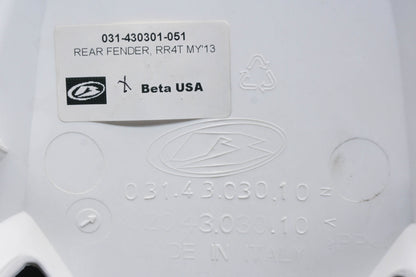 031-430301-051
REAR FENDER, RR4T MY'13
Beta USA
031.43.030.10
43.030.10
DE IN ITALY